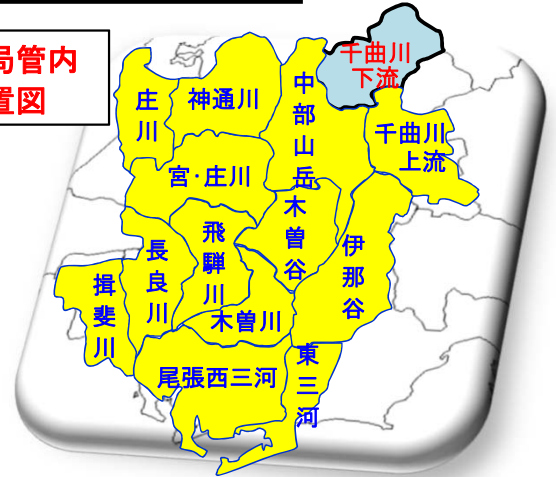 局管内
置図
千曲川
下流
庄川
神通川
中部山岳
千曲川
上流
宮・庄川
木曽谷
伊那谷
飛騨川
長良川
揖斐川
木曽川
尾張西三河
東三河